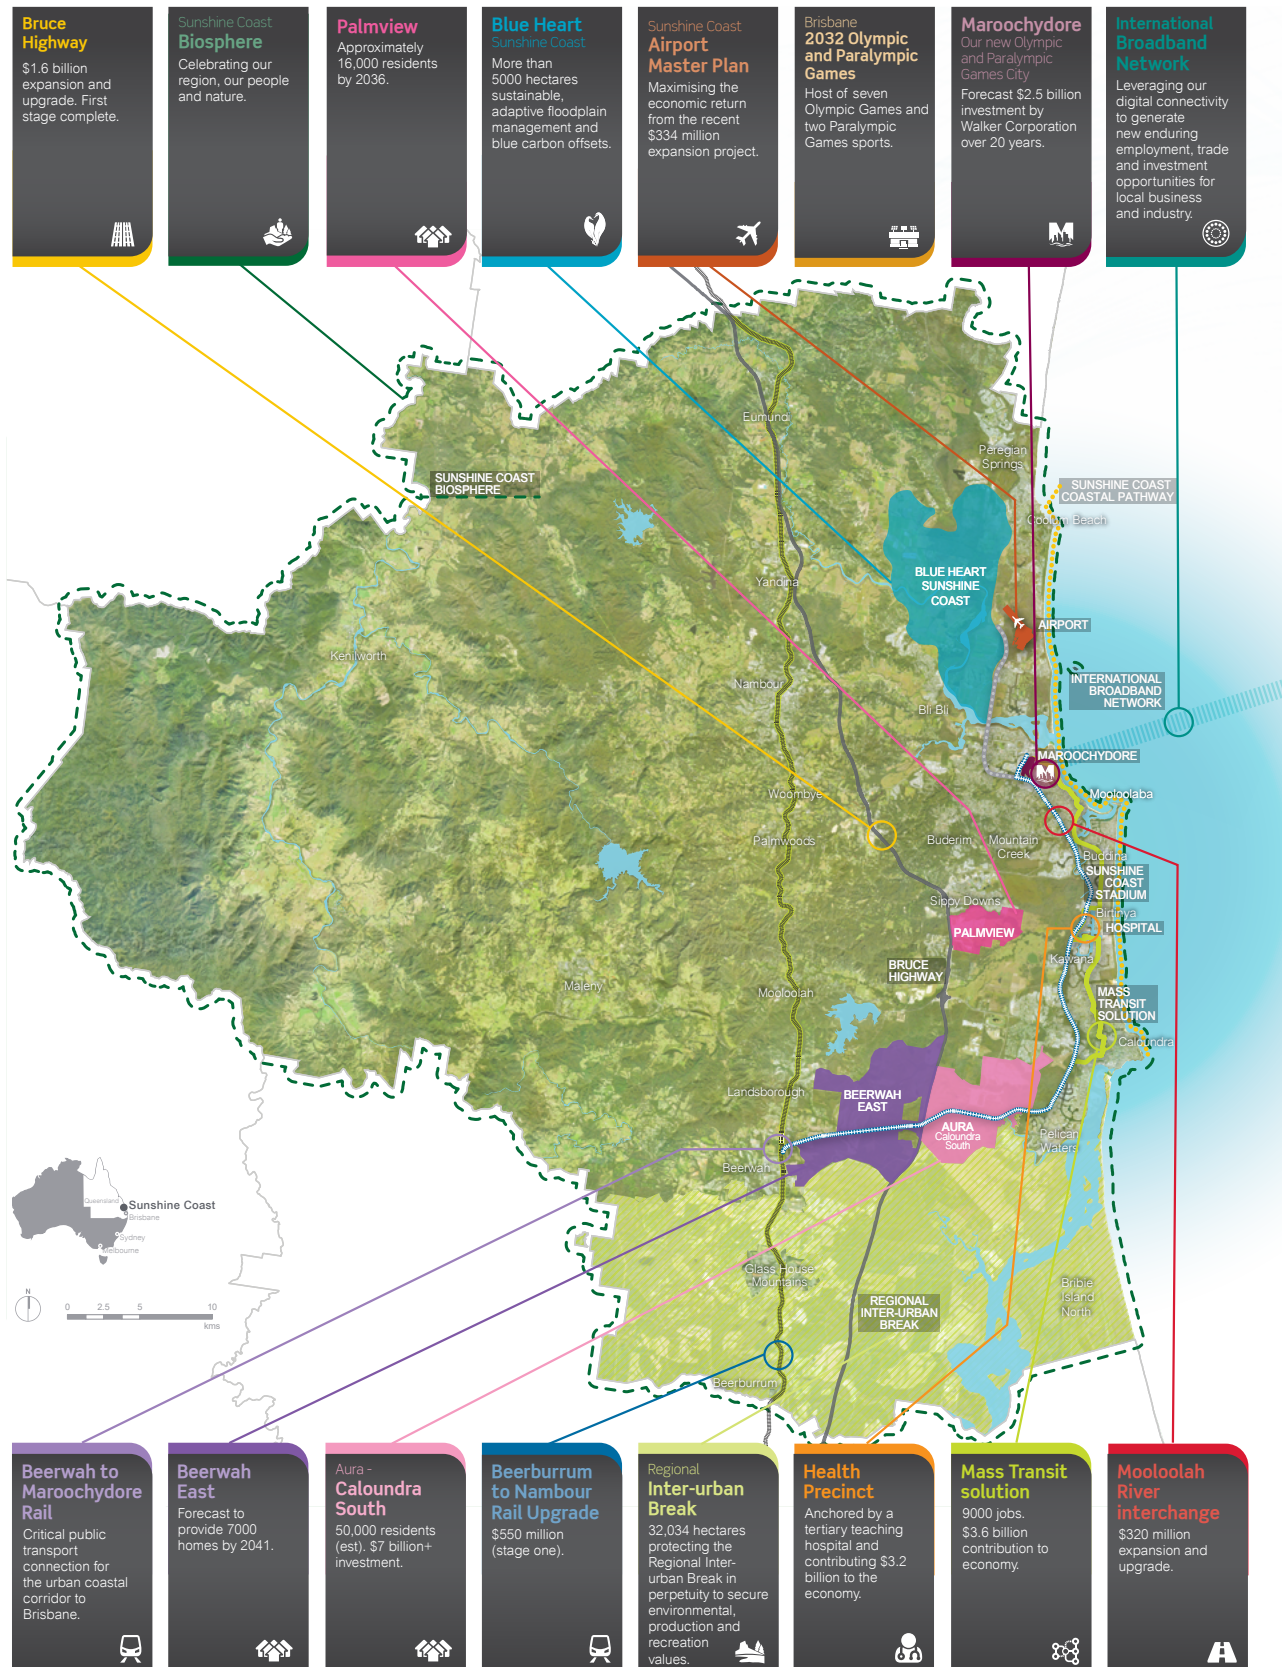 Bruce
Highway
$1.6 billion
expansion and
upgrade. First
stage complete.
Sunshine Coast
Biosphere
Celebrating our
region, our people
and nature.
Palmview
Approximately
16,000 residents
by 2036.
Blue Heart
Sunshine Coast
More than
5000 hectares
sustainable,
adaptive floodplain
management and
blue carbon offsets.
Sunshine Coast
Airport
Master Plan
Maximising the
economic return
from the recent
$334 million
expansion project.
Brisbane
2032 Olympic
and Paralympic
Games
Host of seven
Olympic Games and
two Paralympic
Games sports.
Maroochydore
Our new Olympic
and Paralympic
Games City
Forecast $2.5 billion
investment by
Walker Corporation
over 20 years.
M
International
Broadband
Network
Leveraging our
digital connectivity
to generate
new enduring
employment, trade
and investment
opportunities for
local business
and industry.
Eumundi
Peregian
Springs
SUNSHINE COAST
BIOSPHERE
SUNSHINE COAST
COASTAL PATHWAY
Coolum Beach
BLUE HEART
SUNSHINE
COAST
Yandina
AIRPORT
Kenilworth
Nambour
INTERNATIONAL
BROADBAND
NETWORK
Bli Bli
MAROOCHYDORE
M
Woombye
Mooloolaba
Palmwoods
Buderim
Mountain
Creek
Buddina
SUNSHINE
COAST
STADIUM
Sippy Downs
Birtinya
HOSPITAL
PALMVIEW
Kawana
BRUCE
HIGHWAY
Maleny
Mooloolah
MASS
TRANSIT
SOLUTION
Caloundra
Landsborough
BEERWAH
EAST
AURA
Caloundra
South
Pelican
Waters
Beerwah
Queensland
Sunshine Coast
Brisbane
Sydney
Melbourne
Glass House
Mountains
Bribie
Island
North
REGIONAL
INTER-URBAN
BREAK
N
0 2.5 5 10
kms
Beerburrum
Beerwah to
Maroochydore
Rail
Critical public
transport
connection for
the urban coastal
corridor to
Brisbane.
Beerwah
East
Forecast to
provide 7000
homes by 2041.
Aura -
Caloundra
South
50,000 residents
(est). $7 billion+
investment.
Beerburrum
to Nambour
Rail Upgrade
$550 million
(stage one).
Regional
Inter-urban
Break
32,034 hectares
protecting the
Regional Inter-
urban Break in
perpetuity to secure
environmental,
production and
recreation
values.
Health
Precinct
Anchored by a
tertiary teaching
hospital and
contributing $3.2
billion to the
economy.
Mass Transit
solution
9000 jobs.
$3.6 billion
contribution to
economy.
Mooloolah
River
interchange
$320 million
expansion and
upgrade.